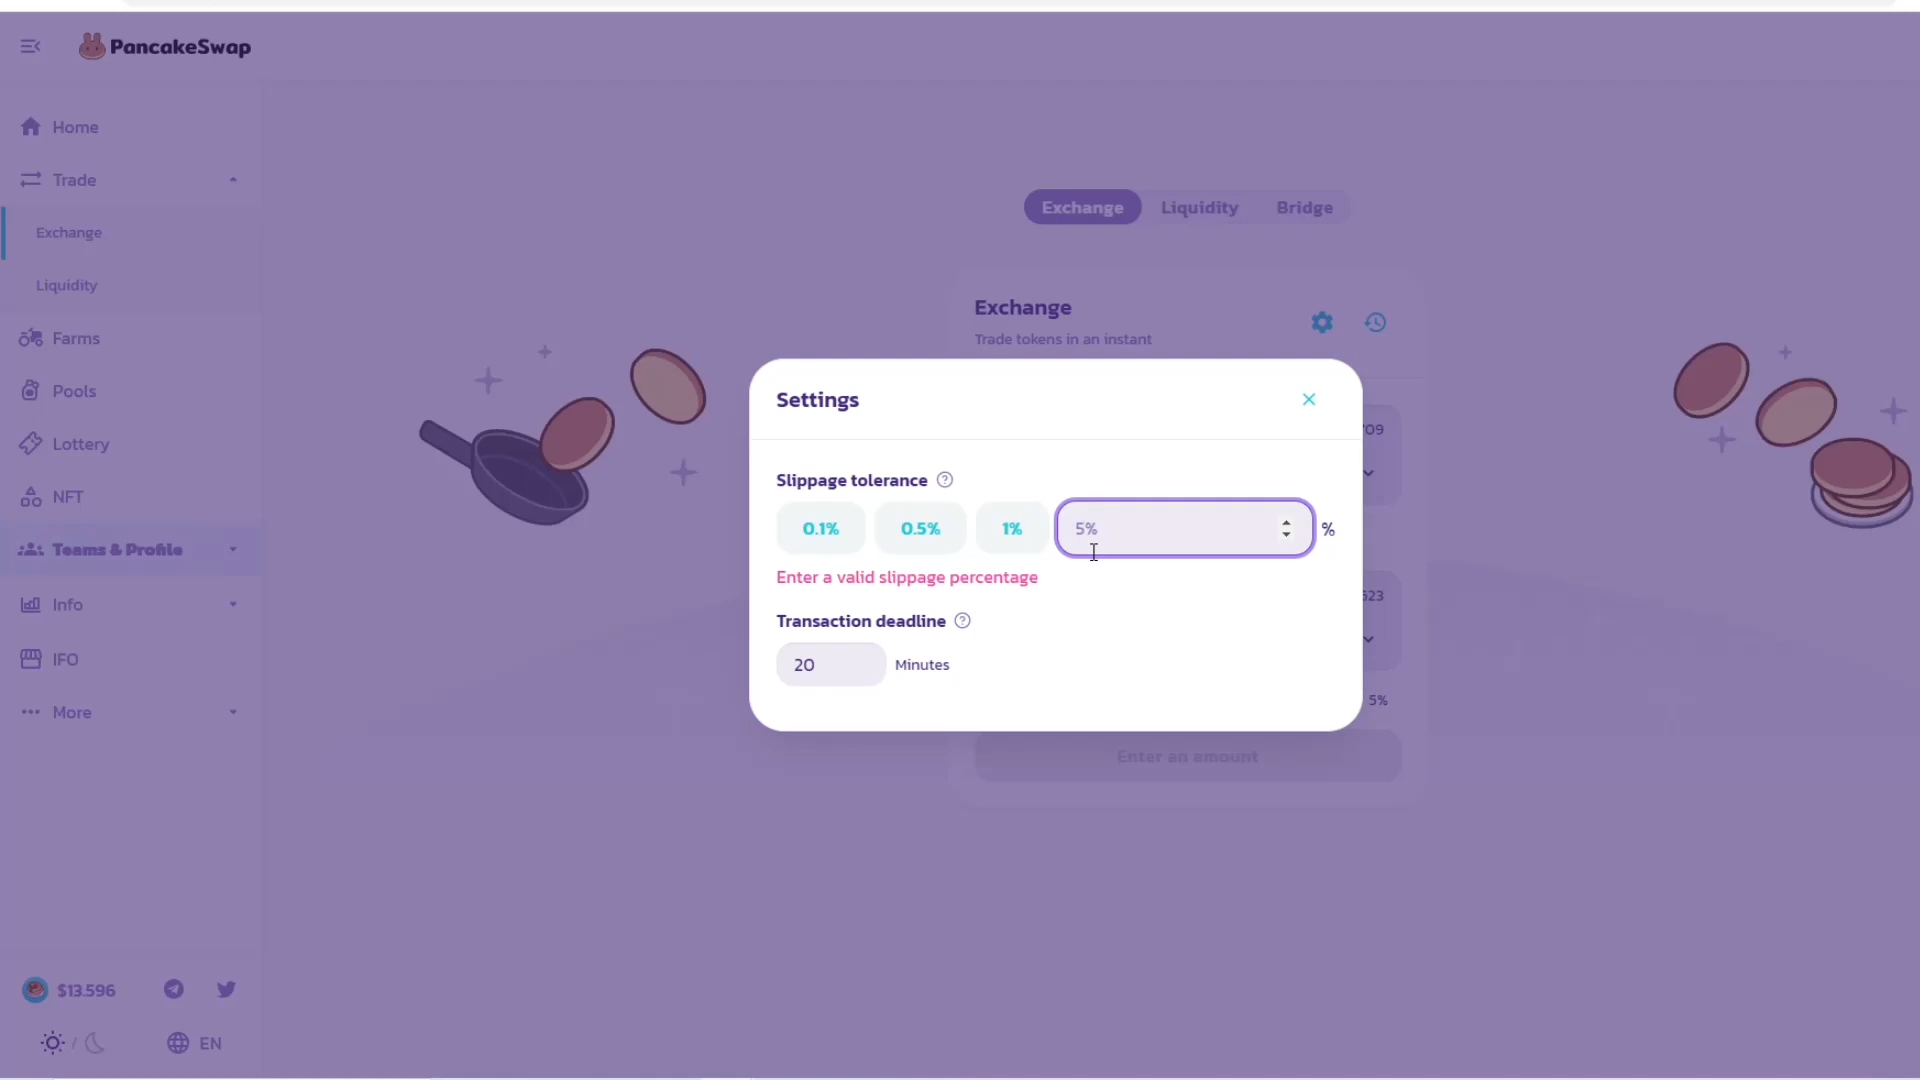 PancakeSwap
Home
Trade
Exchange
Liquidity
Farms
Pools
Lottery
NFT
Teams & Profile
Info
IFO
More
$13.596
/
EN
Exchange Liquidity Bridge
Exchange
Trade tokens in an instant
Settings
Slippage tolerance ?
0.1% 0.5% 1% 5% %
Enter a valid slippage percentage
Transaction deadline ?
20 Minutes
5%
Enter an amount